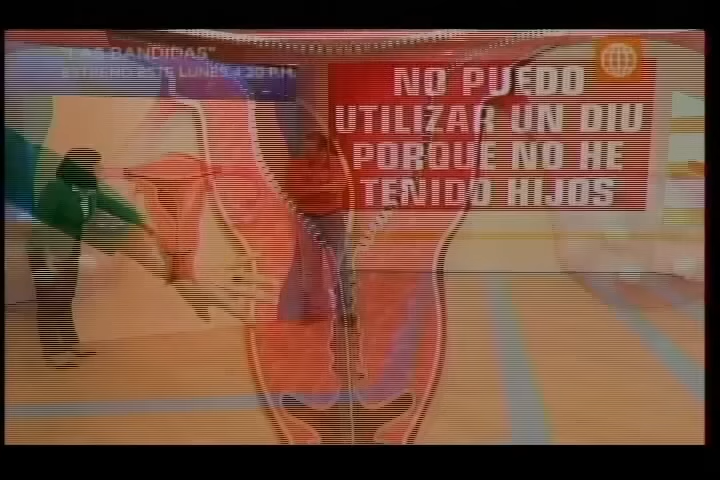 "LAS BANDIDAS"
ESTRENO ESTE LUNES 4:30 P.M.
NO PUEDO
UTILIZAR UN DIU
PORQUE NO HE
TENIDO HIJOS